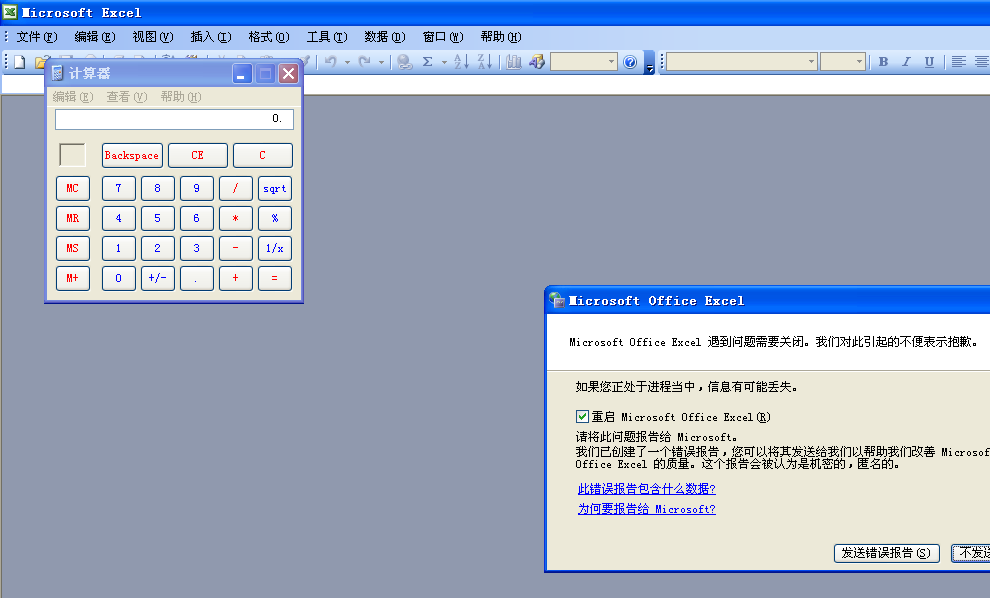 Microsoft Excel
文件(F) 编辑(E) 视图(V) 插入(I) 格式(O) 工具(T) 数据(D) 窗口(W) 帮助(H)
Σ B I U
计算器
编辑(E) 查看(V) 帮助(H)
0.
Backspace CE C
MC 7 8 9 / sqrt
MR 4 5 6 * %
MS 1 2 3 - 1/x
M+ 0 +/- . + =
Microsoft Office Excel
Microsoft Office Excel 遇到问题需要关闭。我们对此引起的不便表示抱歉。
如果您正处于进程当中，信息有可能丢失。
重启 Microsoft Office Excel(R)
请将此问题报告给 Microsoft。
我们已创建了一个错误报告，您可以将其发送给我们以帮助我们改善 Microsof
Office Excel 的质量。这个报告会被认为是机密的，匿名的。
此错误报告包含什么数据?
为何要报告给 Microsoft?
发送错误报告(S) 不发送